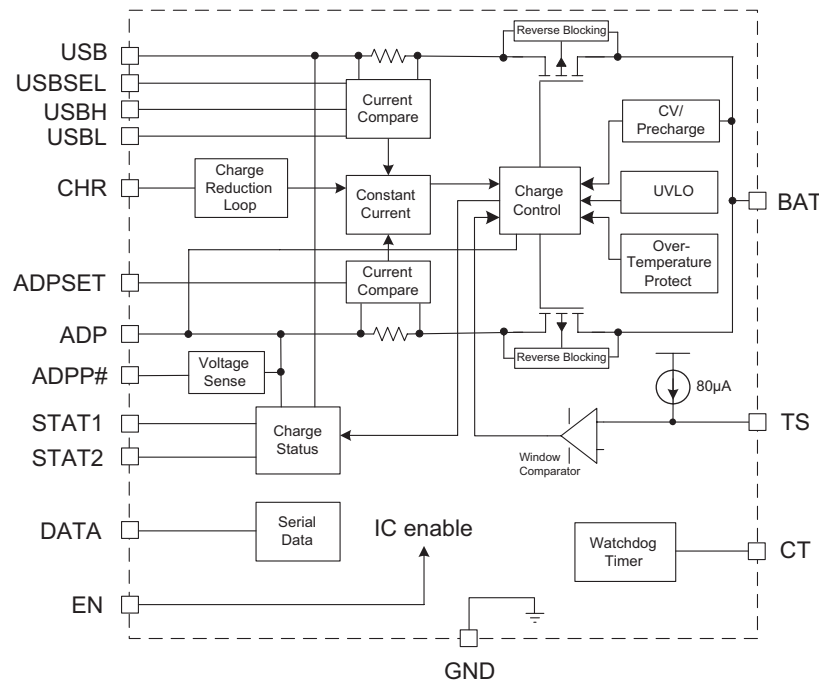 USB
USBSEL
USBH
USBL
CHR
ADPSET
ADP
ADPP#
STAT1
STAT2
DATA
EN
Reverse Blocking
Current
Compare
Charge
Reduction
Loop
Constant
Current
Charge
Control
CV/
Precharge
UVLO
Over-
Temperature
Protect
BAT
Current
Compare
Reverse Blocking
Voltage
Sense
80µA
TS
Charge
Status
Window
Comparator
Serial
Data
IC enable
Watchdog
Timer
CT
GND